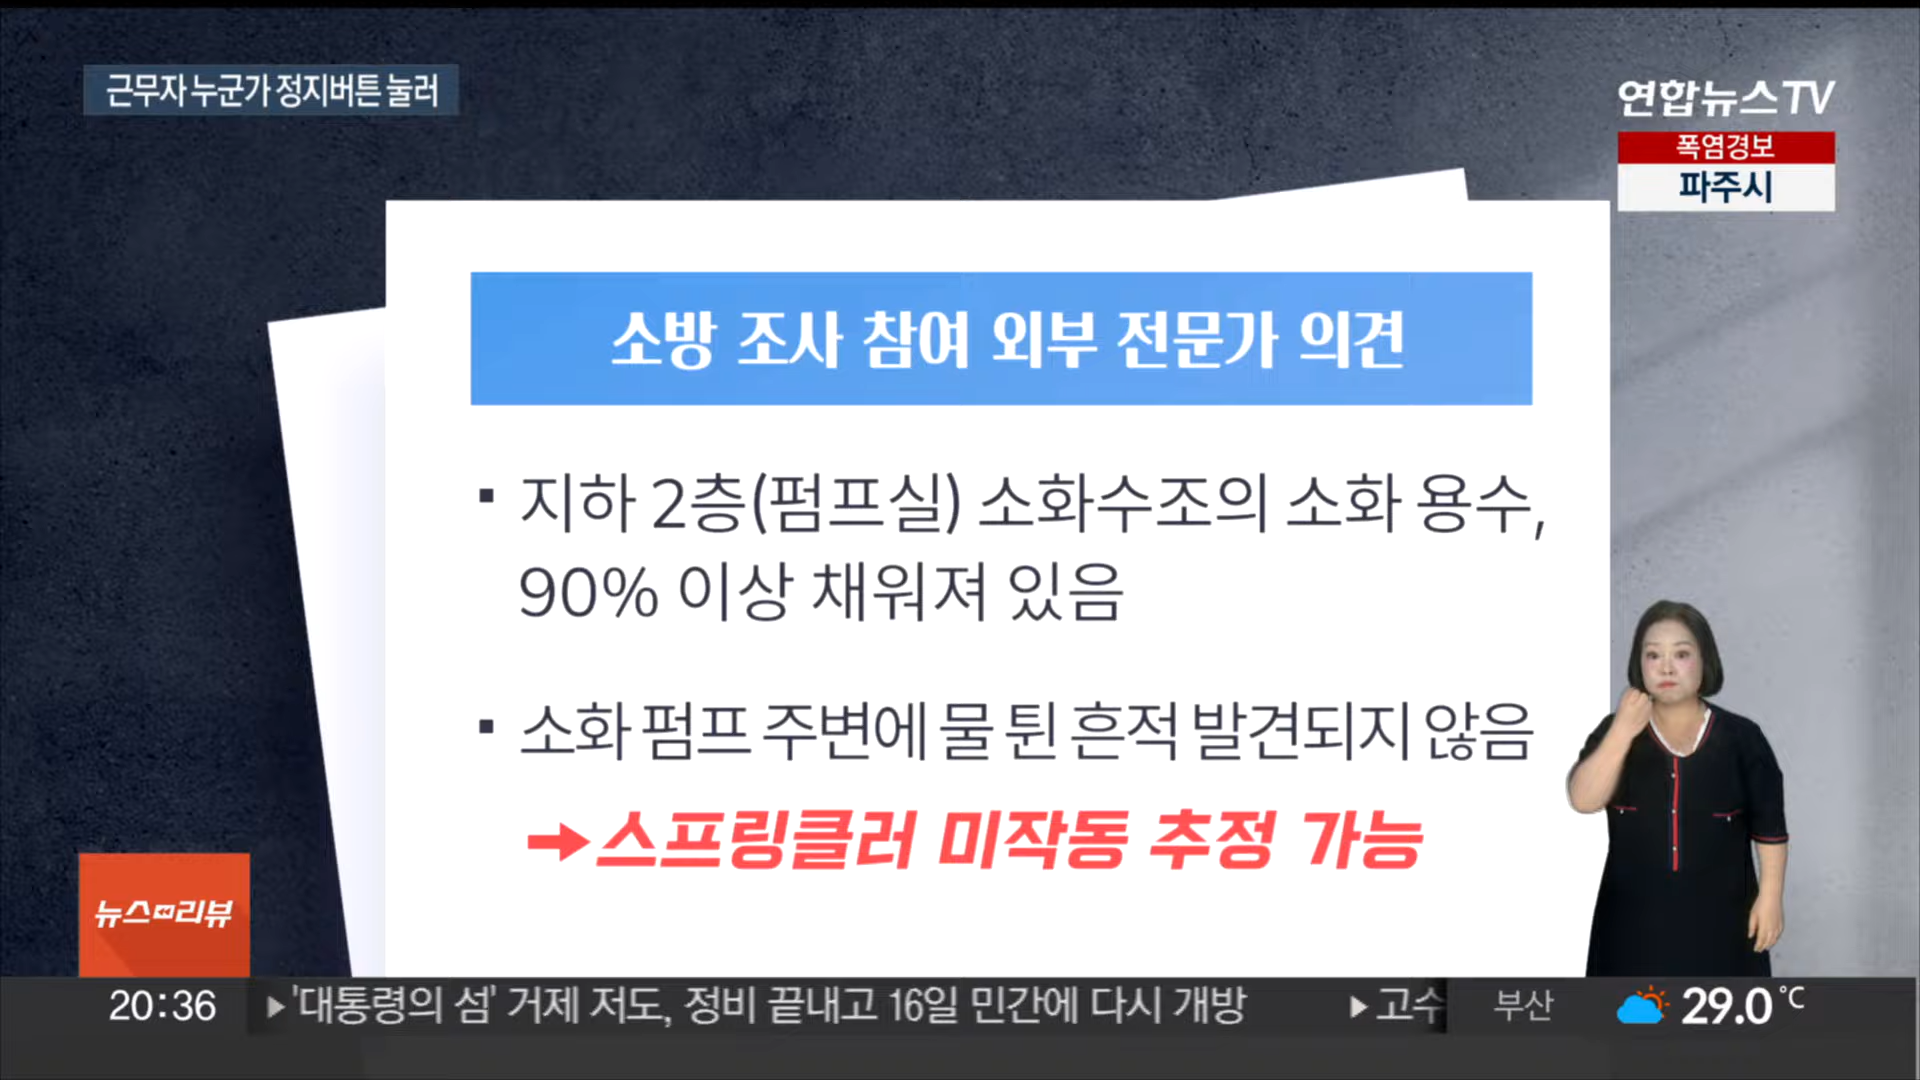 근무자 누군가 정지버튼 눌러
연합뉴스TV
폭염경보
파주시
소방 조사 참여 외부 전문가 의견
▪ 지하 2층(펌프실) 소화수조의 소화 용수,
90% 이상 채워져 있음
▪ 소화 펌프 주변에 물 튄 흔적 발견되지 않음
➡스프링클러 미작동 추정 가능
뉴스리뷰
20:36 ▶'대통령의 섬' 거제 저도, 정비 끝내고 16일 민간에 다시 개방 ▶고수 부산 29.0℃